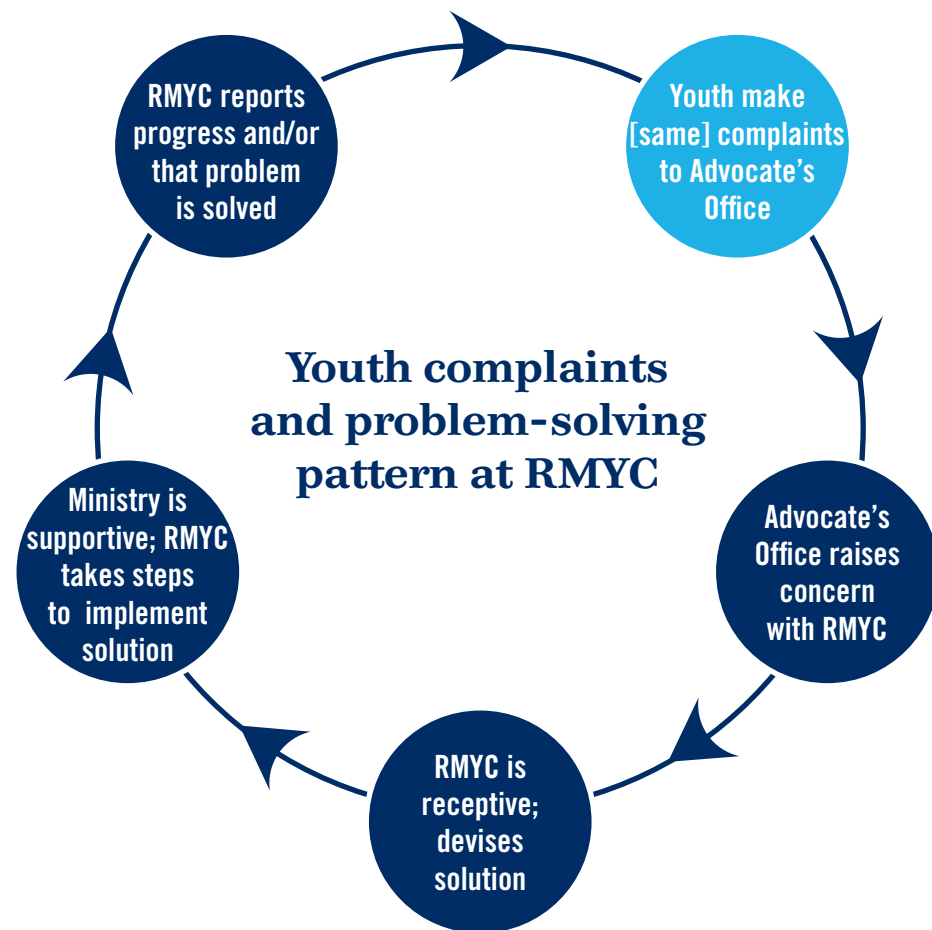 Youth complaints
and problem-solving
pattern at RMYC
Youth make
[same] complaints
to Advocate's
Office
Advocate's
Office raises
concern
with RMYC
RMYC is
receptive;
devises
solution
Ministry is
supportive; RMYC
takes steps
to implement
solution
RMYC reports
progress and/or
that problem
is solved